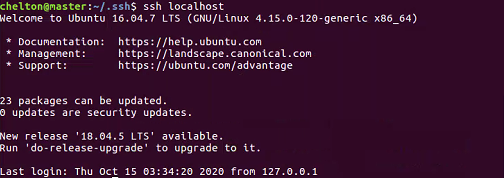 chelton@master:~/.ssh$ ssh localhost
Welcome to Ubuntu 16.04.7 LTS (GNU/Linux 4.15.0-120-generic x86_64)
* Documentation:  https://help.ubuntu.com
* Management:     https://landscape.canonical.com
* Support:        https://ubuntu.com/advantage
23 packages can be updated.
0 updates are security updates.
New release '18.04.5 LTS' available.
Run 'do-release-upgrade' to upgrade to it.
Last login: Thu Oct 15 03:34:20 2020 from 127.0.0.1